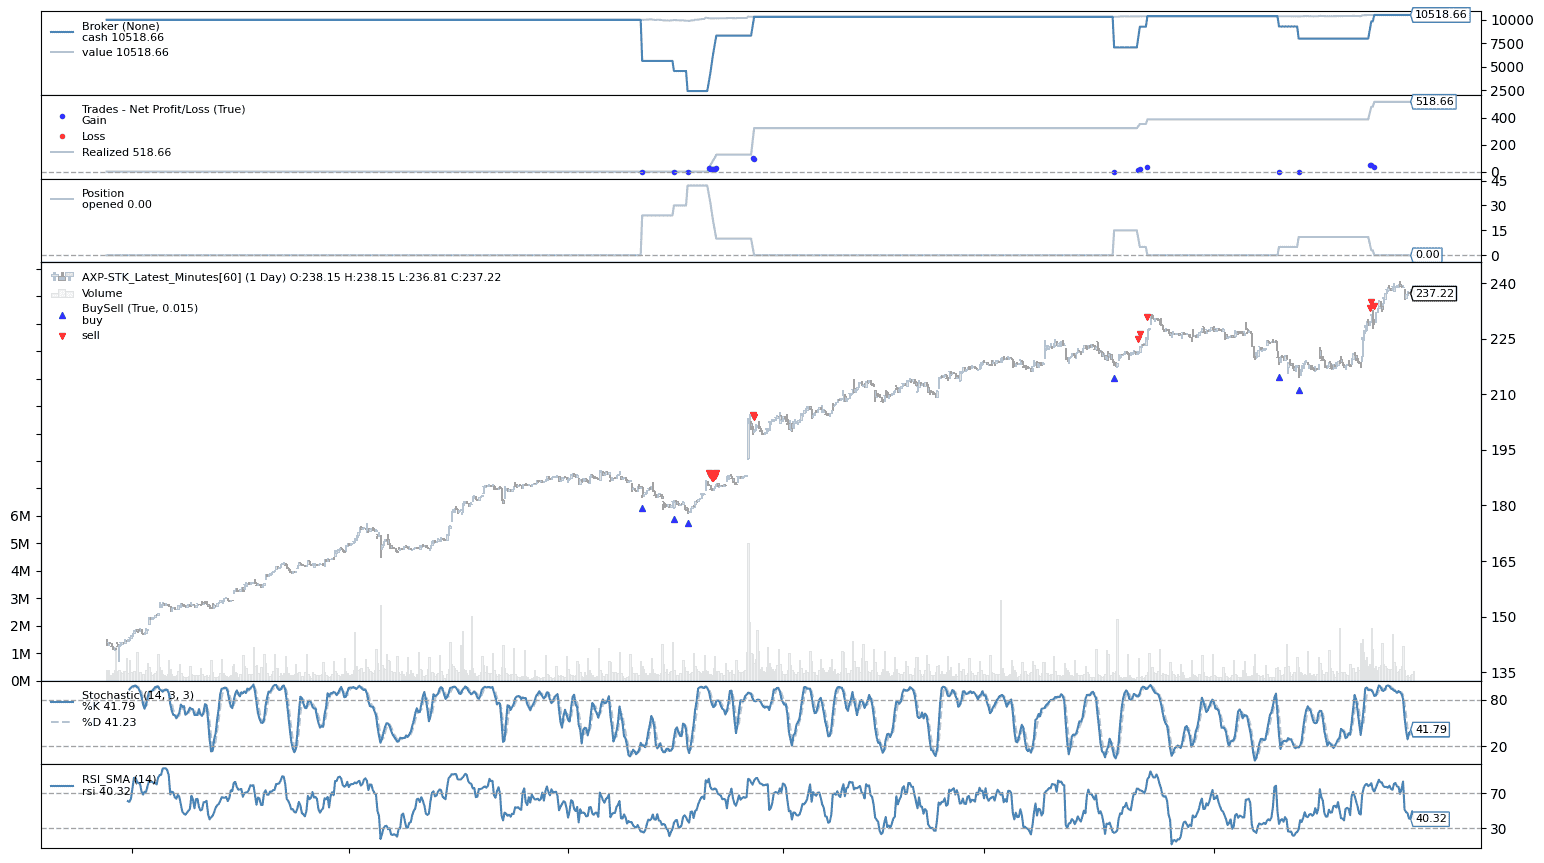 Broker (None)
cash 10518.66
value 10518.66
10518.66
10000
7500
5000
2500
Trades - Net Profit/Loss (True)
Gain
Loss
Realized 518.66
518.66
400
200
0
Position
opened 0.00
45
30
15
0
0.00
AXP-STK_Latest_Minutes[60] (1 Day) O:238.15 H:238.15 L:236.81 C:237.22
Volume
BuySell (True, 0.015)
buy
sell
237.22
240
225
210
195
180
165
150
135
6M
5M
4M
3M
2M
1M
0M
Stochastic (14, 3, 3)
%K 41.79
%D 41.23
80
41.79
20
RSI_SMA (14)
rsi 40.32
70
40.32
30